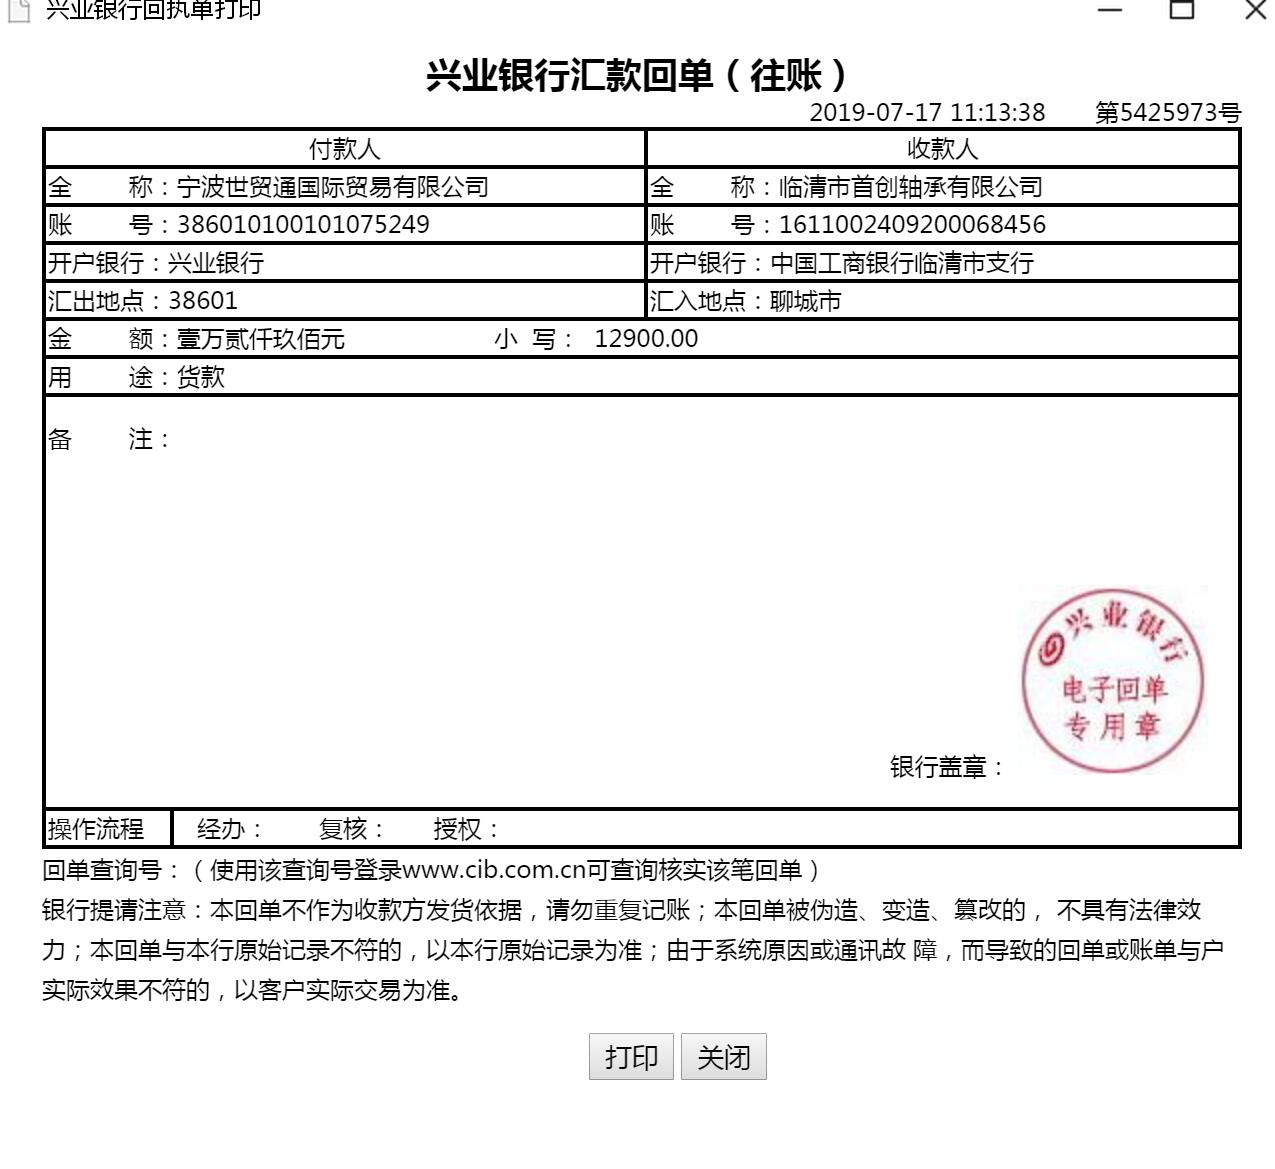 兴业银行回执单打印
兴业银行汇款回单（往账）
2019-07-17 11:13:38 第5425973号
付款人 收款人
全 称：宁波世贸通国际贸易有限公司 全 称：临清市首创轴承有限公司
账 号：386010100101075249 账 号：1611002409200068456
开户银行：兴业银行 开户银行：中国工商银行临清市支行
汇出地点：38601 汇入地点：聊城市
金 额：壹万贰仟玖佰元 小 写： 12900.00
用 途：货款
备 注：
兴业银行
电子回单
专用章
银行盖章：
操作流程 经办： 复核： 授权：
回单查询号：（使用该查询号登录www.cib.com.cn可查询核实该笔回单）
银行提请注意：本回单不作为收款方发货依据，请勿重复记账；本回单被伪造、变造、篡改的， 不具有法律效
力；本回单与本行原始记录不符的，以本行原始记录为准；由于系统原因或通讯故 障，而导致的回单或账单与户
实际效果不符的，以客户实际交易为准。
打印 关闭